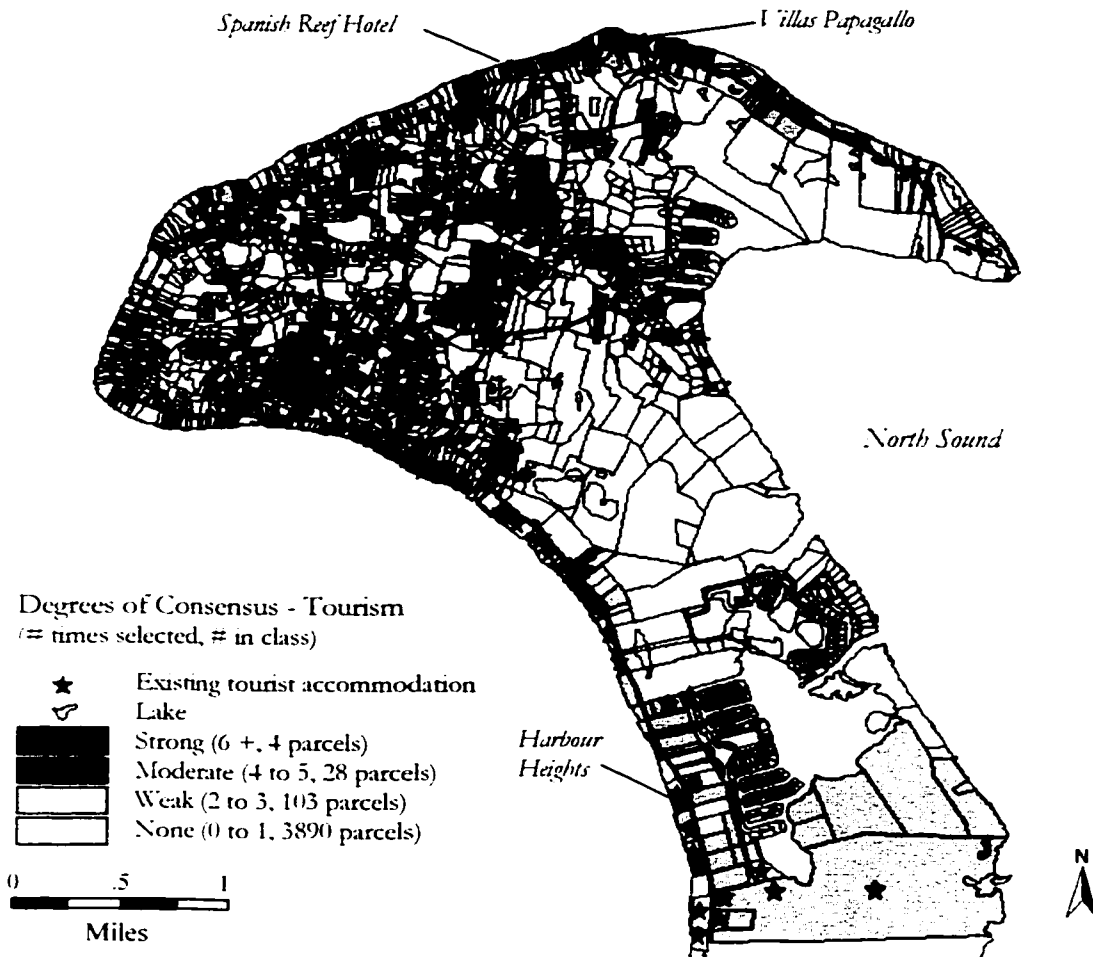 Spanish Reef Hotel
Villas Papagallo
North Sound
Degrees of Consensus - Tourism
(# times selected, # in class)
Existing tourist accommodation
Lake
Strong (6 +, 4 parcels)
Moderate (4 to 5, 28 parcels)
Weak (2 to 3, 103 parcels)
None (0 to 1, 3890 parcels)
Harbour
Heights
0 .5 1
Miles
N